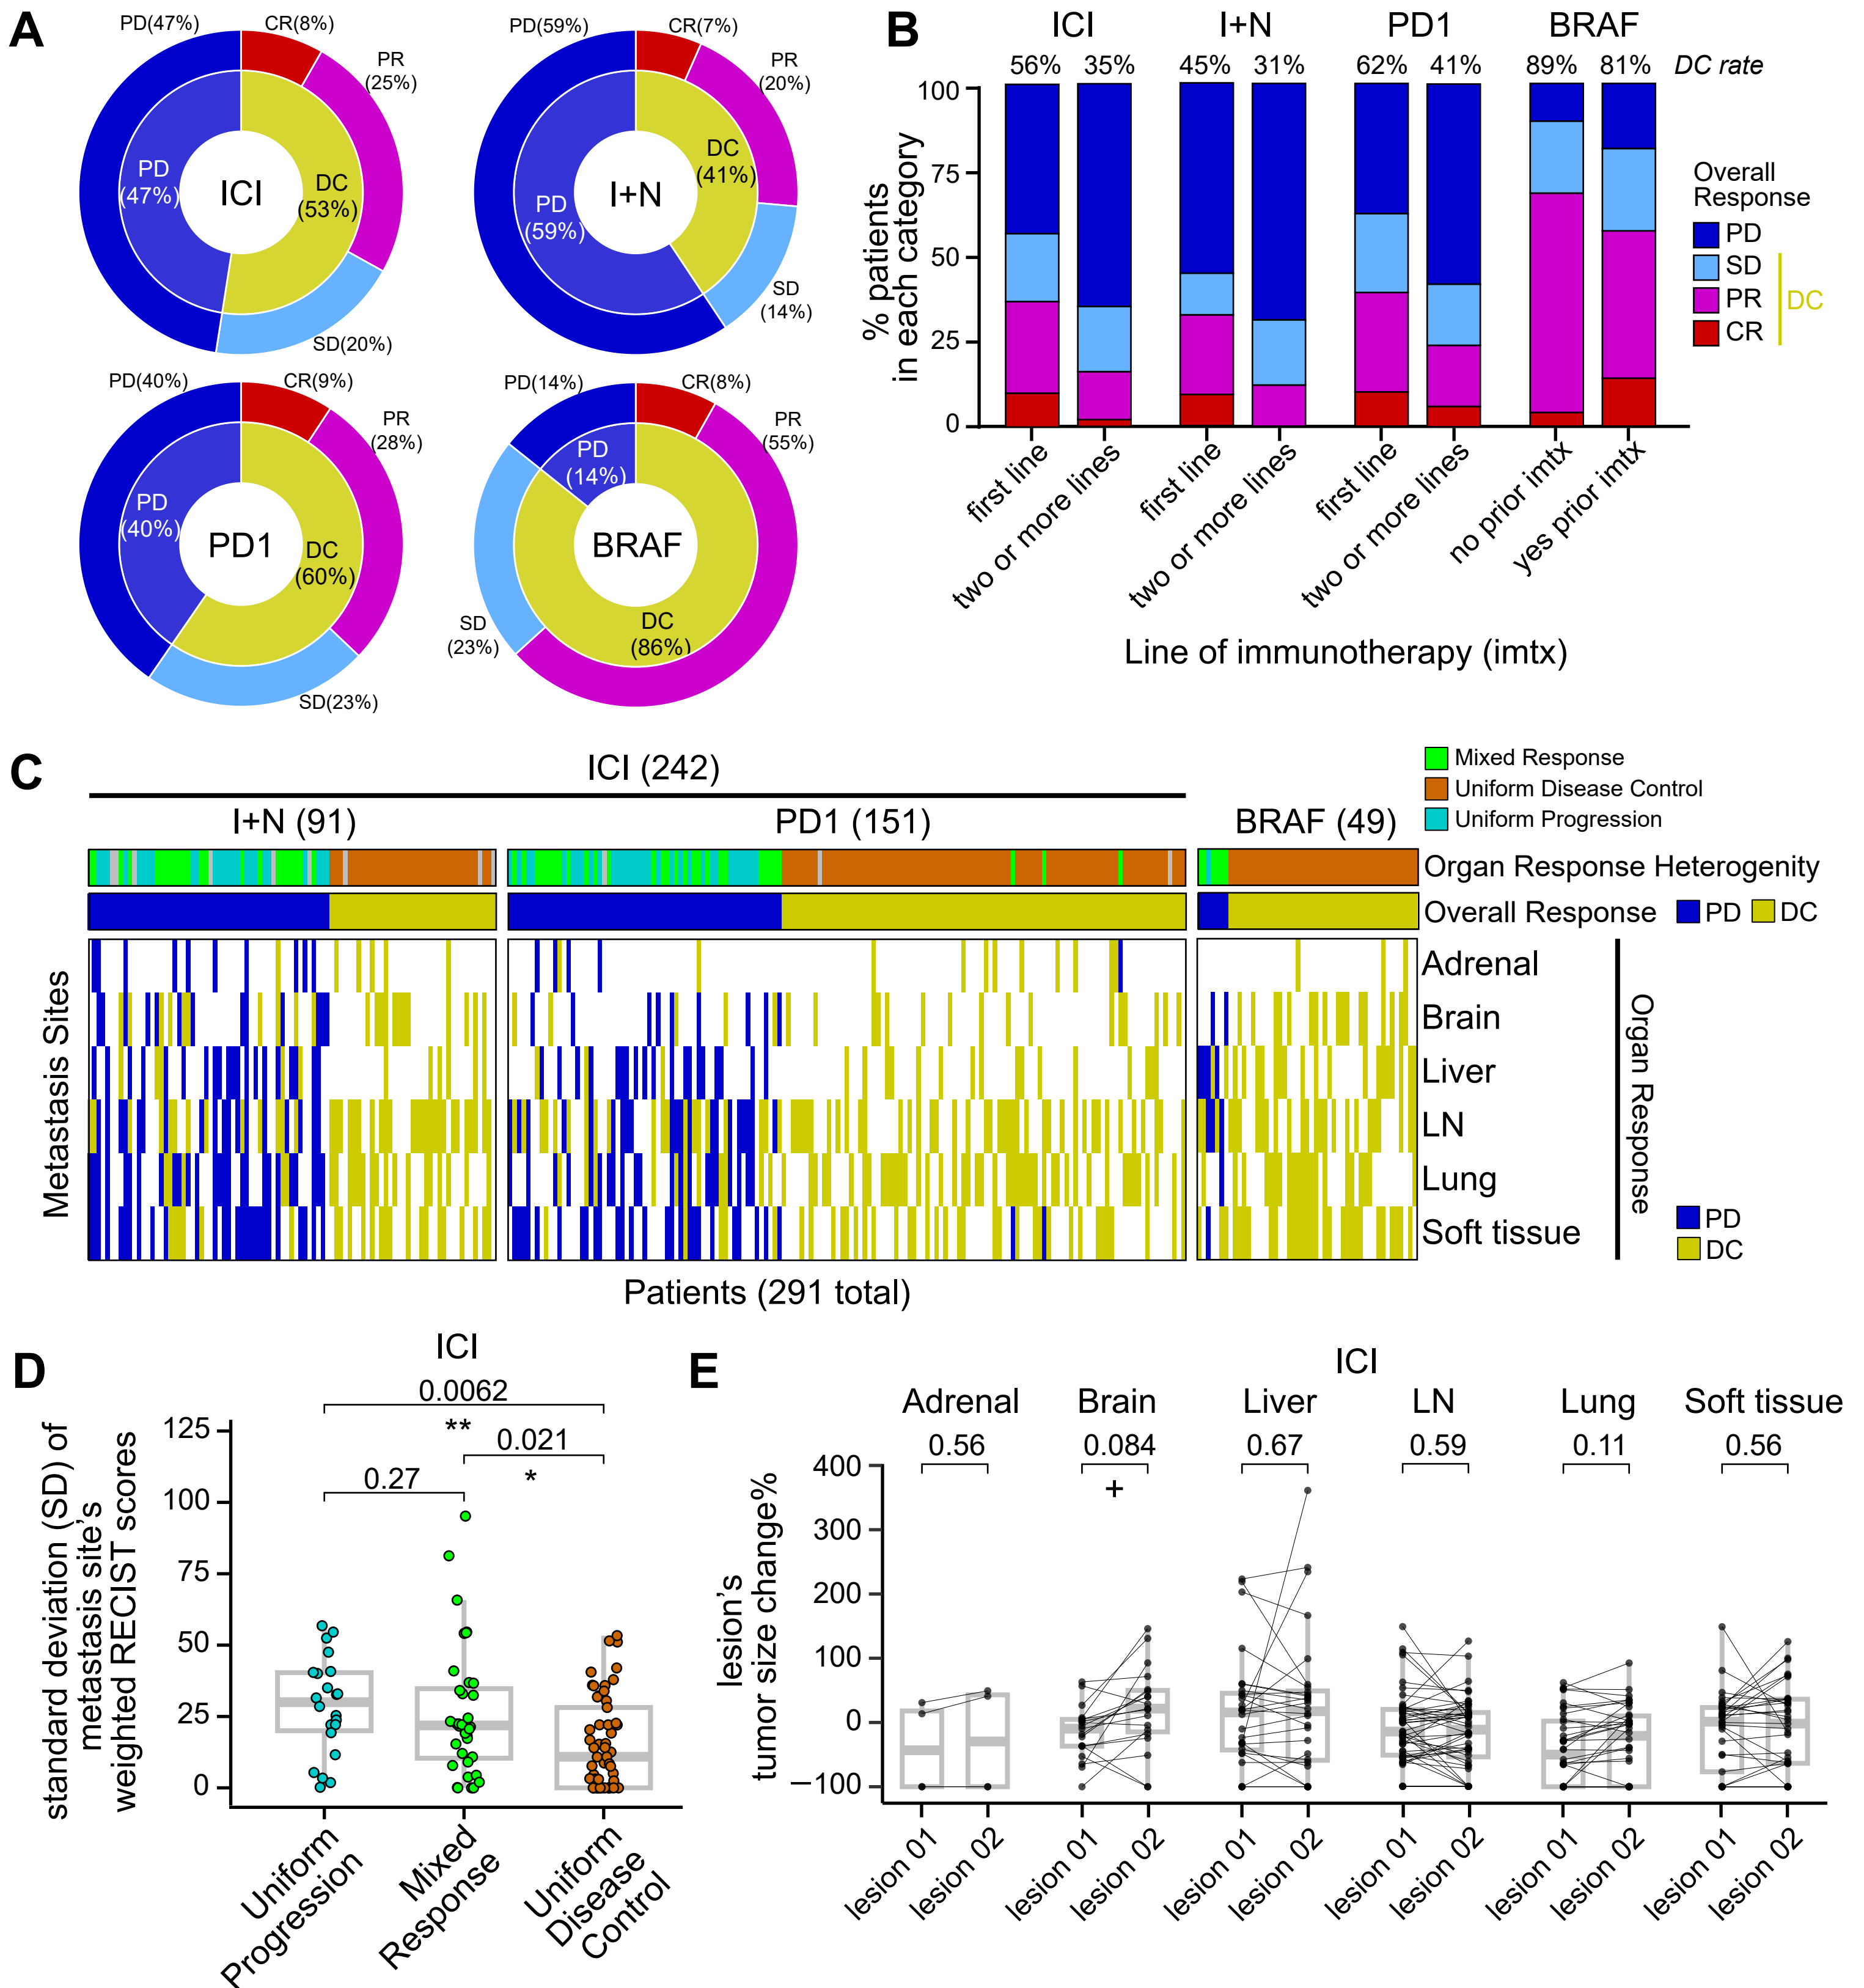 A
PD(47%)
CR(8%)
PR
(25%)
PD
(47%)
ICI
DC
(53%)
SD(20%)
PD(59%)
CR(7%)
PR
(20%)
DC
(41%)
PD
(59%)
I+N
SD
(14%)
PD(40%)
CR(9%)
PR
(28%)
PD
(40%)
PD1
DC
(60%)
SD(23%)
PD(14%)
CR(8%)
PR
(55%)
PD
(14%)
BRAF
SD
(23%)
DC
(86%)
B
ICI
I+N
PD1
BRAF
56%
35%
45%
31%
62%
41%
89%
81%
DC rate
% patients
in each category
100
75
50
25
0
first line
two or more lines
first line
two or more lines
first line
two or more lines
no prior imtx
yes prior imtx
Line of immunotherapy (imtx)
Overall
Response
PD
SD
PR
CR
DC
C
ICI (242)
I+N (91)
PD1 (151)
BRAF (49)
Mixed Response
Uniform Disease Control
Uniform Progression
Organ Response Heterogenity
Overall Response
PD
DC
Metastasis Sites
Adrenal
Brain
Liver
LN
Lung
Soft tissue
Organ Response
PD
DC
Patients (291 total)
D
ICI
0.0062
**
0.021
*
0.27
standard deviation (SD) of
metastasis site's
weighted RECIST scores
125
100
75
50
25
0
Uniform
Progression
Mixed
Response
Uniform
Disease
Control
E
ICI
Adrenal
Brain
Liver
LN
Lung
Soft tissue
0.56
0.084
0.67
0.59
0.11
0.56
+
lesion's
tumor size change%
400
300
200
100
0
−100
lesion 01
lesion 02
lesion 01
lesion 02
lesion 01
lesion 02
lesion 01
lesion 02
lesion 01
lesion 02
lesion 01
lesion 02